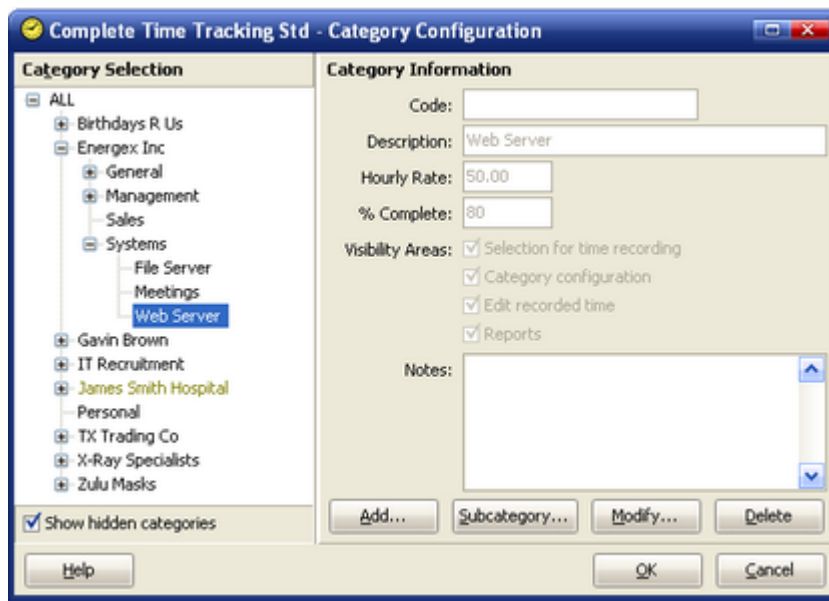 Complete Time Tracking Std - Category Configuration
Category Selection
ALL
Birthdays R Us
Energex Inc
General
Management
Sales
Systems
File Server
Meetings
Web Server
Gavin Brown
IT Recruitment
James Smith Hospital
Personal
TX Trading Co
X-Ray Specialists
Zulu Masks
Show hidden categories
Category Information
Code:
Description: Web Server
Hourly Rate: 50.00
% Complete: 80
Visibility Areas: Selection for time recording
Category configuration
Edit recorded time
Reports
Notes:
Add... Subcategory... Modify... Delete
Help OK Cancel